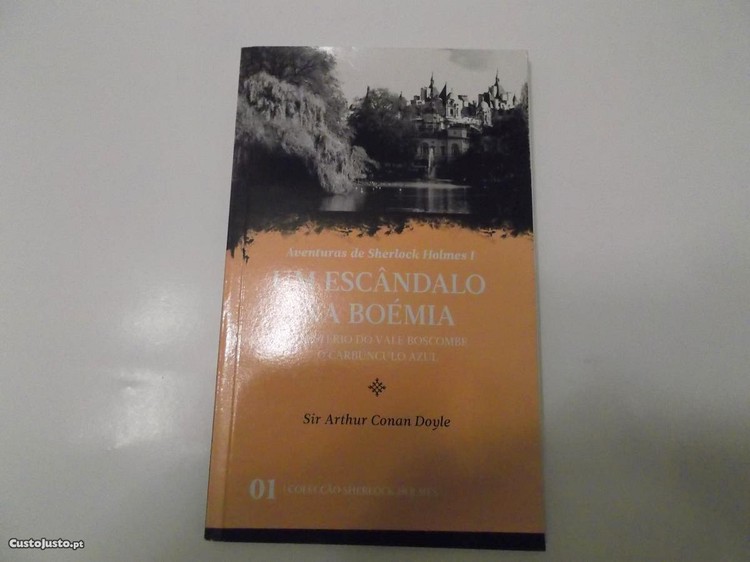 Aventuras de Sherlock Holmes I
UM ESCÂNDALO
NA BOÉMIA
DO VALE BOSCOMBE
CARBÚNCULO AZUL
Sir Arthur Conan Doyle
01 COLECÇÃO SHERLOCK HOLMES
CustoJusto.pt